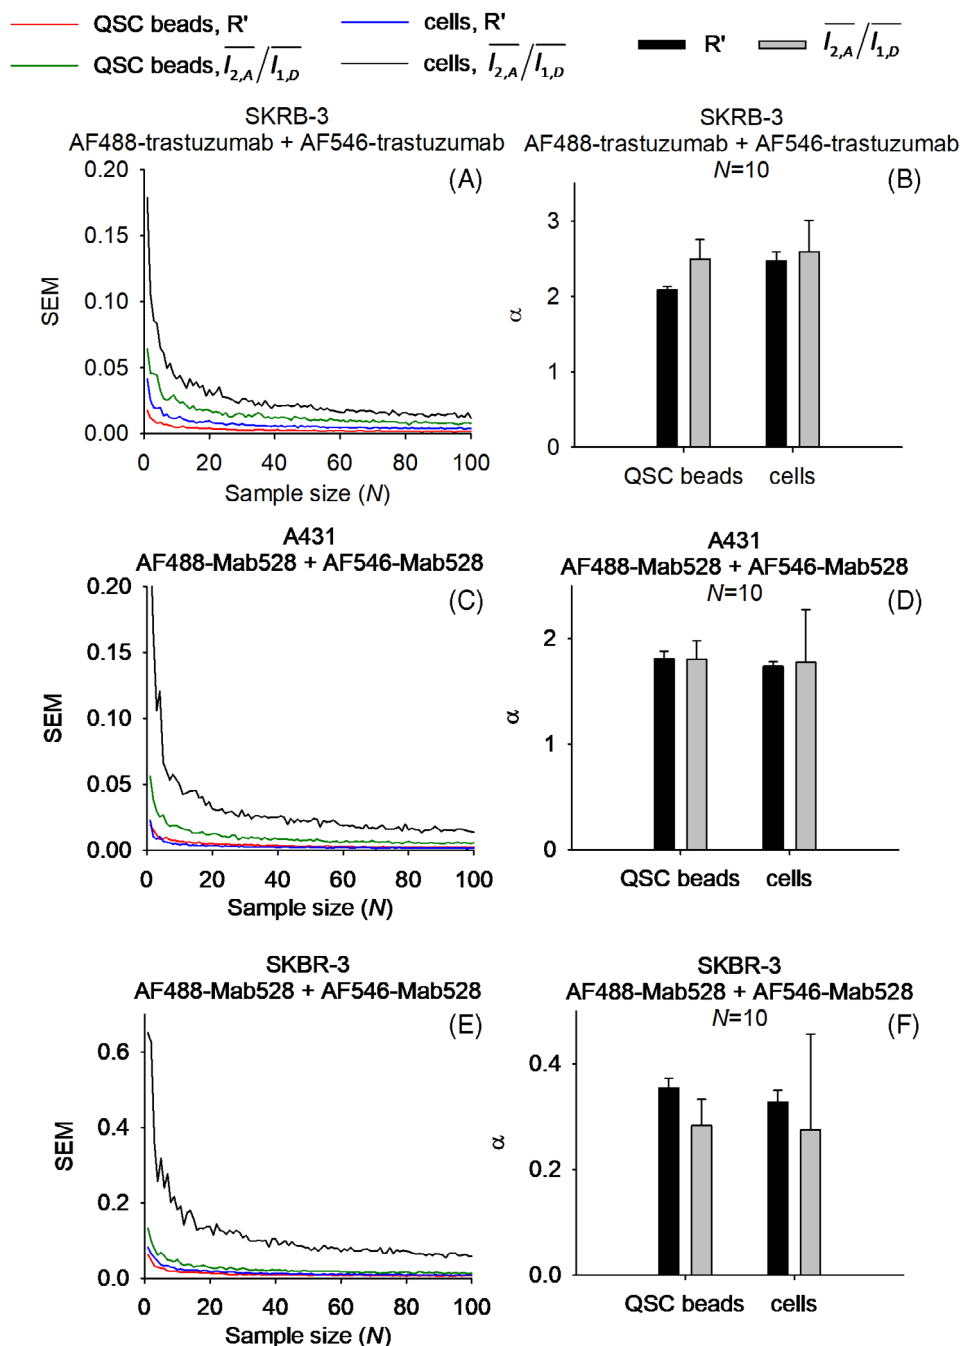 QSC beads, R'
cells, R'
R'
I2,A/I1,D
QSC beads, I2,A/I1,D
cells, I2,A/I1,D
SKRB-3
AF488-trastuzumab + AF546-trastuzumab
(A)
0.20
0.15
0.10
0.05
0.00
SEM
0 20 40 60 80 100
Sample size (N)
SKRB-3
AF488-trastuzumab + AF546-trastuzumab
N=10
(B)
3
2
1
0
α
QSC beads cells
A431
AF488-Mab528 + AF546-Mab528
(C)
0.20
0.15
0.10
0.05
0.00
SEM
0 20 40 60 80 100
Sample size (N)
A431
AF488-Mab528 + AF546-Mab528
N=10
(D)
2
1
0
α
QSC beads cells
SKBR-3
AF488-Mab528 + AF546-Mab528
(E)
0.6
0.4
0.2
0.0
SEM
0 20 40 60 80 100
Sample size (N)
SKBR-3
AF488-Mab528 + AF546-Mab528
N=10
(F)
0.4
0.2
0.0
α
QSC beads cells